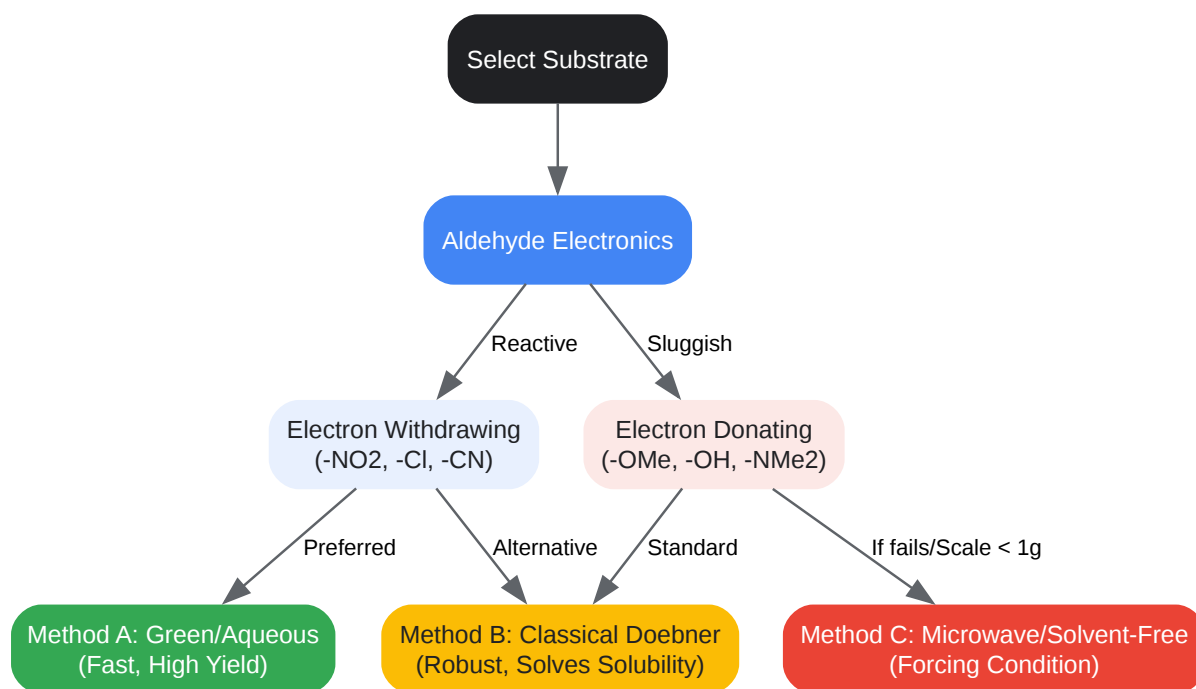 Select Substrate
Aldehyde Electronics
Reactive
Sluggish
Electron Withdrawing
(-NO2, -Cl, -CN)
Electron Donating
(-OMe, -OH, -NMe2)
Preferred
Alternative
Standard
If fails/Scale < 1g
Method A: Green/Aqueous
(Fast, High Yield)
Method B: Classical Doebner
(Robust, Solves Solubility)
Method C: Microwave/Solvent-Free
(Forcing Condition)